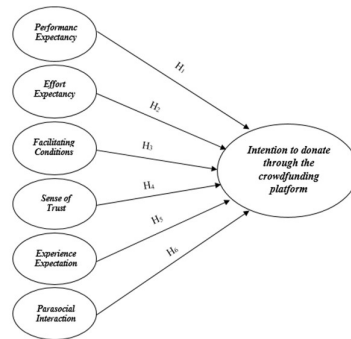 Performanc
Expectancy
H1
Effort
Expectancy
H2
Facilitating
Conditions
H3
Intention to donate
through the
crowdfunding
platform
Sense of
Trust
H4
Experience
Expectation
H5
Parasocial
Interaction
H6